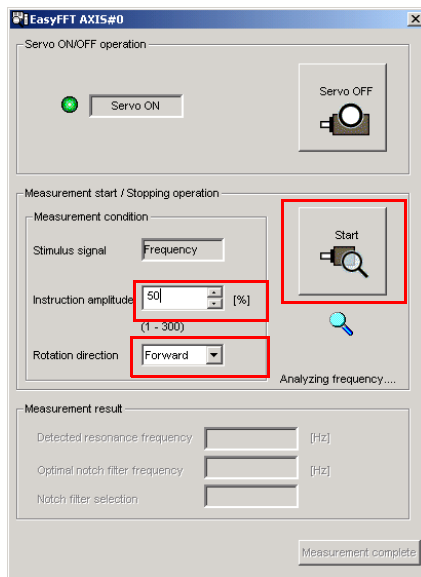 EasyFFT AXIS#0
Servo ON/OFF operation
Servo ON
Servo OFF
Measurement start / Stopping operation
Measurement condition
Stimulus signal Frequency
Start
Instruction amplitude 50 [%]
(1 - 300)
Rotation direction Forward
Analyzing frequency....
Measurement result
Detected resonance frequency [Hz]
Optimal notch filter frequency [Hz]
Notch filter selection
Measurement complete